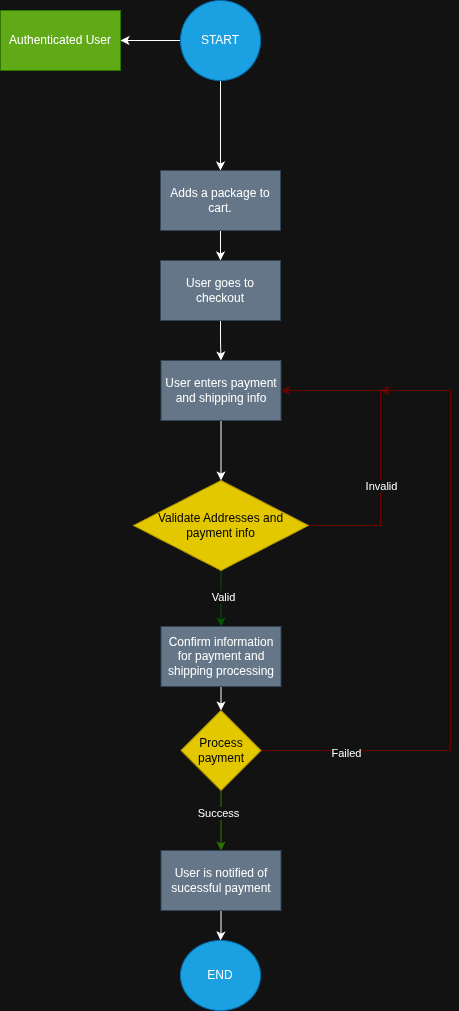 Authenticated User
START
Adds a package to
cart.
User goes to
checkout
User enters payment
and shipping info
Invalid
Validate Addresses and
payment info
Valid
Confirm information
for payment and
shipping processing
Process
payment
Failed
Success
User is notified of
sucessful payment
END